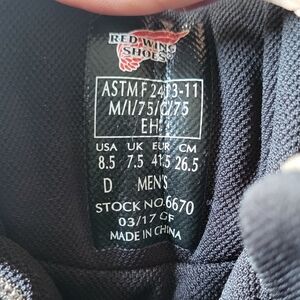 RED WING
SHOES
ASTM F 2413-11
M/I/75/C/75
EH
USA UK EUR CM
8.5 7.5 41.5 26.5
D MEN'S
STOCK NO. 6670
03/17 GF
MADE IN CHINA